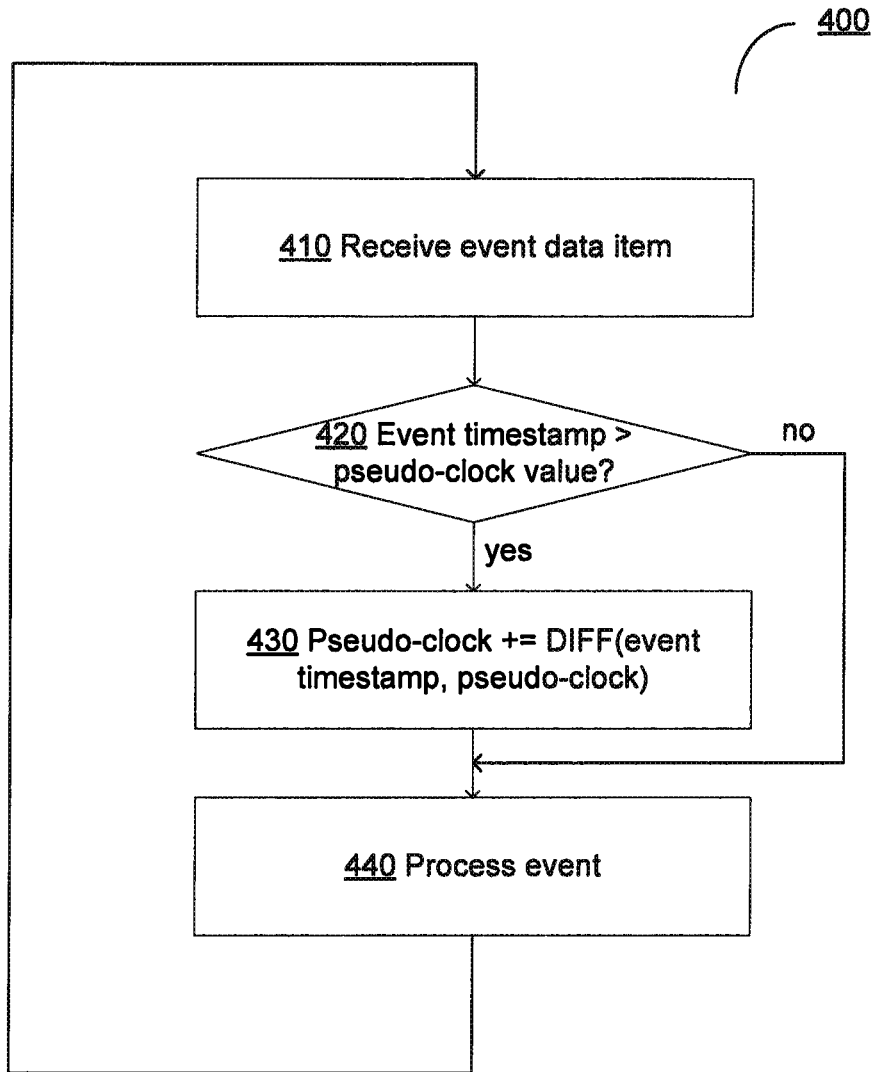 400
410 Receive event data item
420 Event timestamp >
pseudo-clock value?
no
yes
430 Pseudo-clock += DIFF(event
timestamp, pseudo-clock)
440 Process event